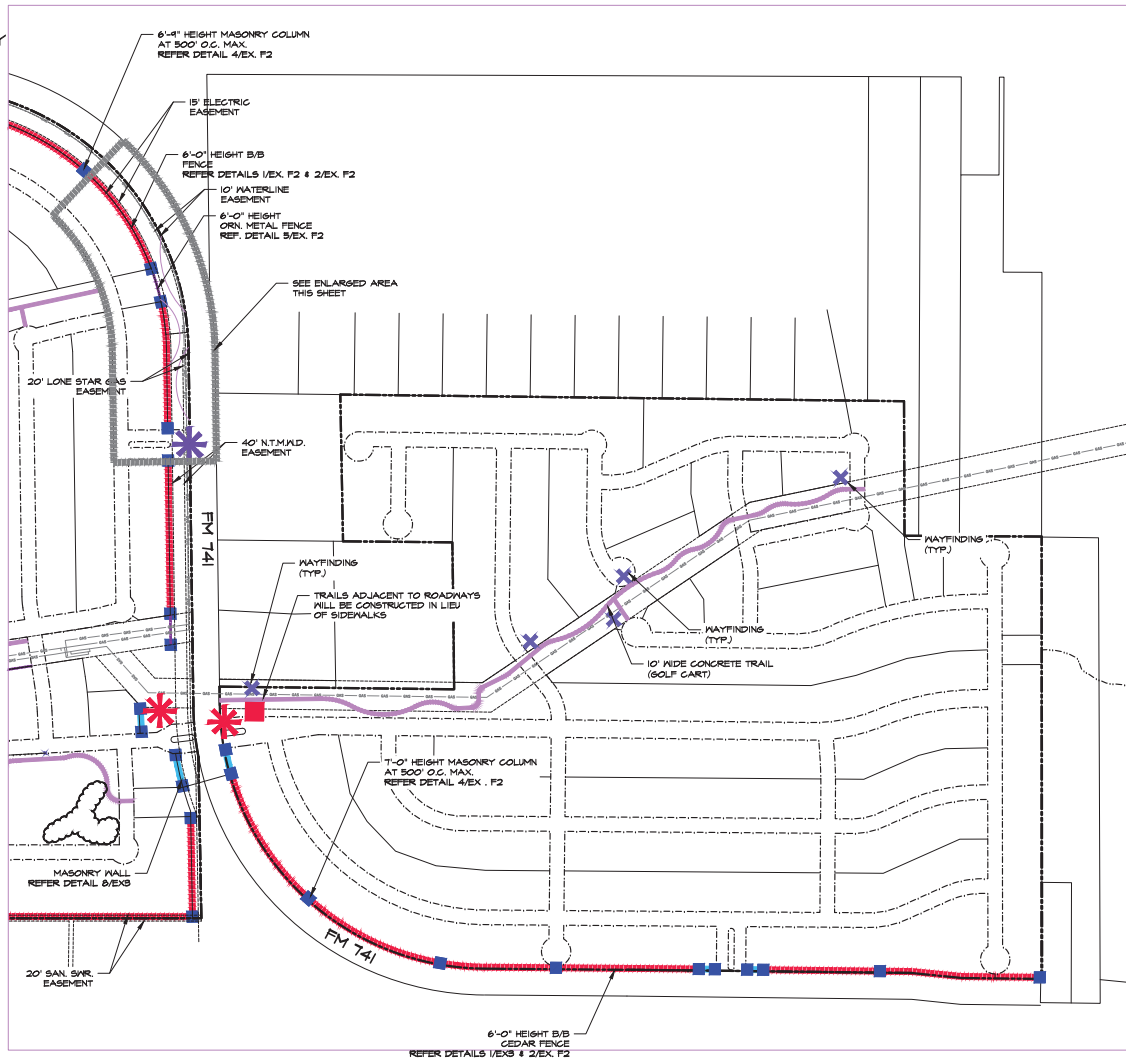 6'-9" HEIGHT MASONRY COLUMN
AT 500' O.C. MAX.
REFER DETAIL 4/EX. F2
15' ELECTRIC
EASEMENT
6'-0" HEIGHT B/B
FENCE
REFER DETAILS 1/EX. F2 & 2/EX. F2
10' WATERLINE
EASEMENT
6'-0" HEIGHT
ORN. METAL FENCE
REF. DETAIL 5/EX. F2
SEE ENLARGED AREA
THIS SHEET
20' LONE STAR GAS
EASEMENT
40' N.T.M.W.D.
EASEMENT
FM 741
WAYFINDING
(TYP.)
TRAILS ADJACENT TO ROADWAYS
WILL BE CONSTRUCTED IN LIEU
OF SIDEWALKS
WAYFINDING
(TYP.)
WAYFINDING
(TYP.)
10' WIDE CONCRETE TRAIL
(GOLF CART)
7'-0" HEIGHT MASONRY COLUMN
AT 500' O.C. MAX.
REFER DETAIL 4/EX . F2
MASONRY WALL
REFER DETAIL 8/EX3
FM 741
20' SAN. SWR.
EASEMENT
6'-0" HEIGHT B/B
CEDAR FENCE
REFER DETAILS 1/EX3 & 2/EX. F2